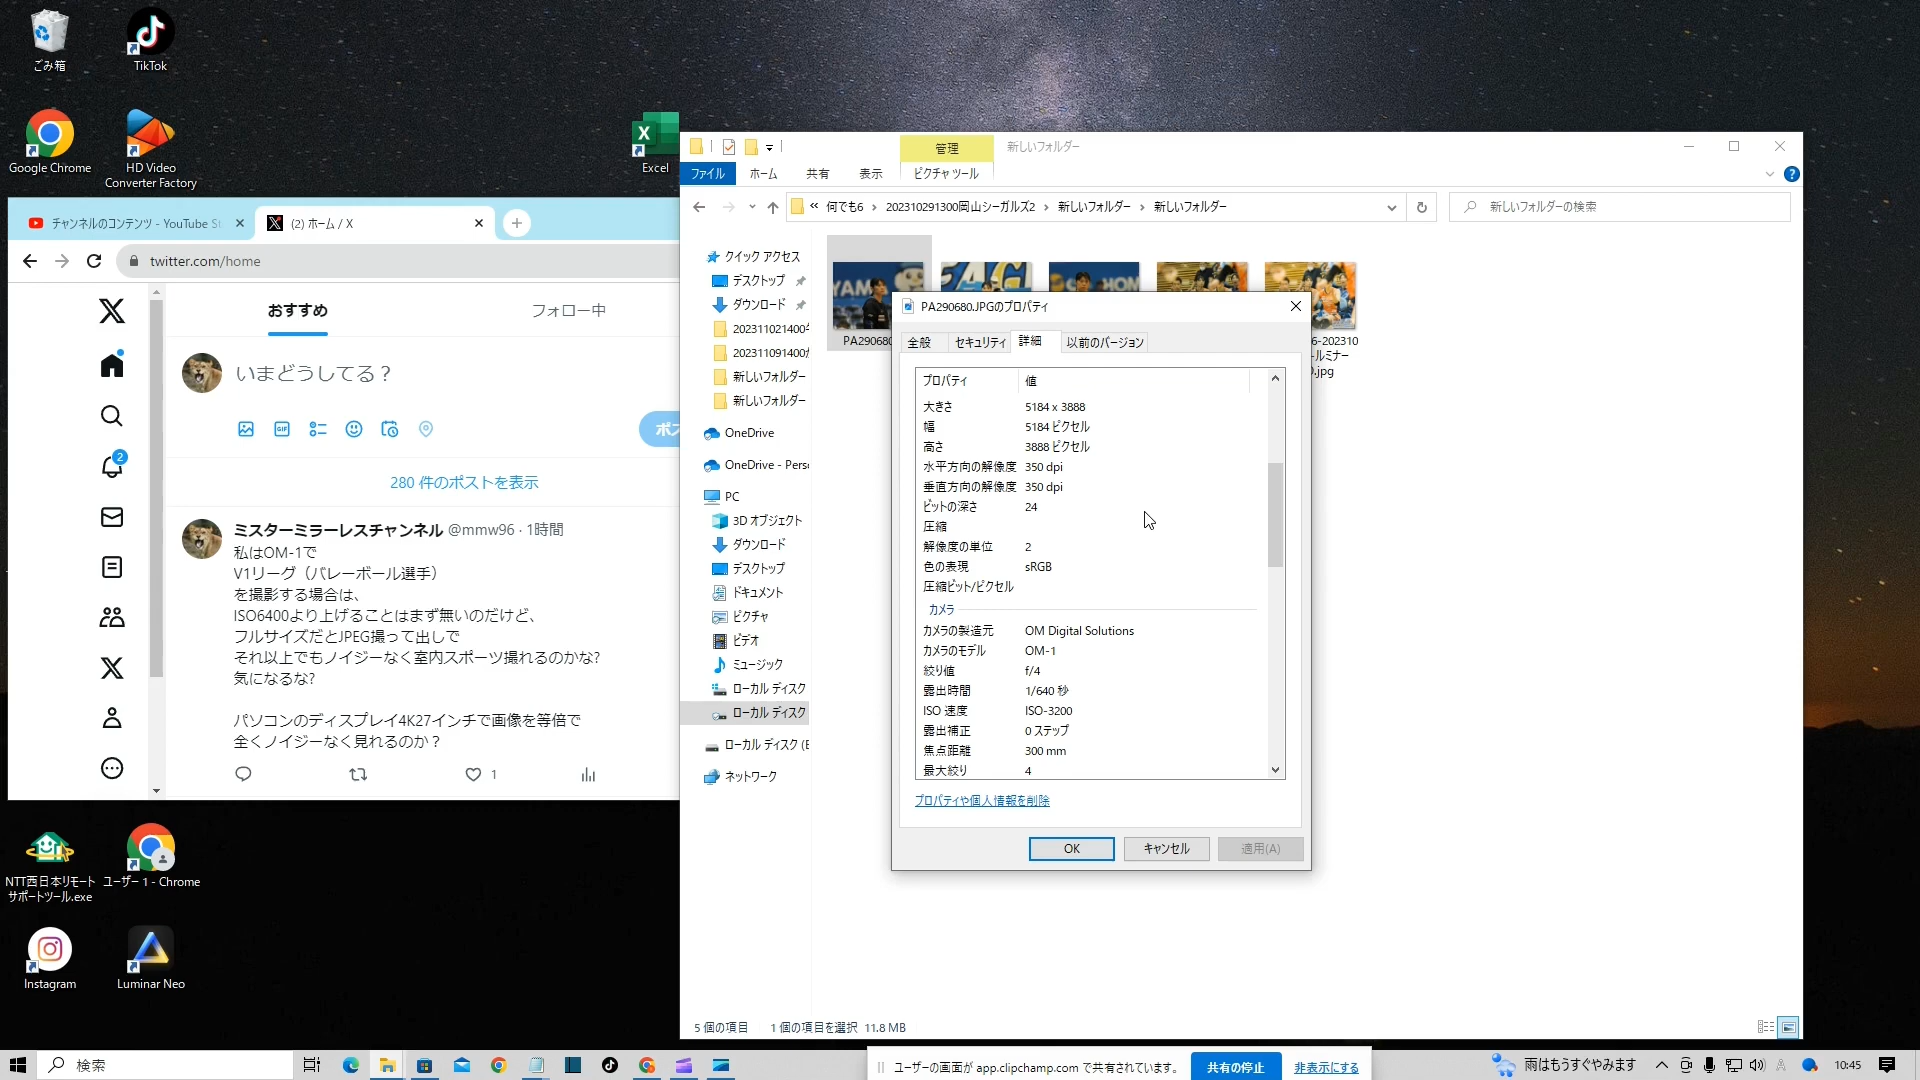 ごみ箱
TikTok
Google Chrome
HD Video
Converter Factory
Excel
チャンネルのコンテンツ - YouTube St
(2) ホーム / X
twitter.com/home
おすすめ
フォロー中
いまどうしてる？
280 件のポストを表示
ミスターミラーレスチャンネル @mmw96 · 1時間
私はOM-1で
V1リーグ（バレーボール選手）
を撮影する場合は、
ISO6400より上げることはまず無いのだけど、
フルサイズだとJPEG撮って出しで
それ以上でもノイジーなく室内スポーツ撮れるのかな?
気になるな?
パソコンのディスプレイ4K27インチで画像を等倍で
全くノイジーなく見れるのか？
1
2
NTT西日本リモート
サポートツール.exe
ユーザー 1 - Chrome
Instagram
Luminar Neo
管理
新しいフォルダー
ファイル
ホーム
共有
表示
ピクチャ ツール
« 何でも6 › 202310291300岡山シーガルズ2 › 新しいフォルダー › 新しいフォルダー
新しいフォルダーの検索
クイック アクセス
デスクトップ
ダウンロード
202311021400
202311091400
新しいフォルダー
新しいフォルダー
OneDrive
OneDrive - Perso
PC
3D オブジェクト
ダウンロード
デスクトップ
ドキュメント
ピクチャ
ビデオ
ミュージック
ローカル ディスク
ローカル ディスク
ローカル ディスク (E
ネットワーク
PA290680
6-202310
ールミナー
.jpg
PA290680.JPGのプロパティ
全般
セキュリティ
詳細
以前のバージョン
プロパティ 値
大きさ 5184 x 3888
幅 5184 ピクセル
高さ 3888 ピクセル
水平方向の解像度 350 dpi
垂直方向の解像度 350 dpi
ビットの深さ 24
圧縮
解像度の単位 2
色の表現 sRGB
圧縮ビット/ピクセル
カメラ
カメラの製造元 OM Digital Solutions
カメラのモデル OM-1
絞り値 f/4
露出時間 1/640 秒
ISO 速度 ISO-3200
露出補正 0 ステップ
焦点距離 300 mm
最大絞り 4
プロパティや個人情報を削除
OK
キャンセル
適用(A)
5 個の項目 1 個の項目を選択 11.8 MB
検索
ユーザーの画面が app.clipchamp.com で共有されています。
共有の停止
非表示にする
雨はもうすぐやみます
10:45